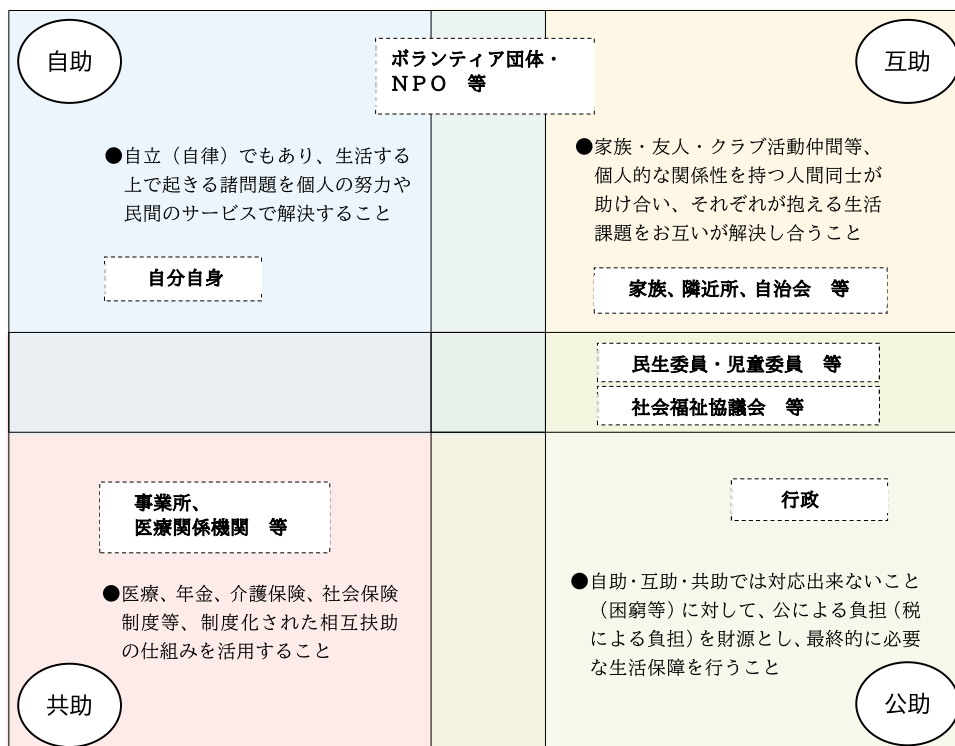 自助
ボランティア団体・
ＮＰＯ　等
互助
●自立（自律）でもあり、生活する
上で起きる諸問題を個人の努力や
民間のサービスで解決すること
自分自身
●家族・友人・クラブ活動仲間等、
個人的な関係性を持つ人間同士が
助け合い、それぞれが抱える生活
課題をお互いが解決し合うこと
家族、隣近所、自治会　等
民生委員・児童委員　等
社会福祉協議会　等
事業所、
医療関係機関　等
●医療、年金、介護保険、社会保険
制度等、制度化された相互扶助
の仕組みを活用すること
共助
行政
●自助・互助・共助では対応出来ないこと
（困窮等）に対して、公による負担（税
による負担）を財源とし、最終的に必要
な生活保障を行うこと
公助